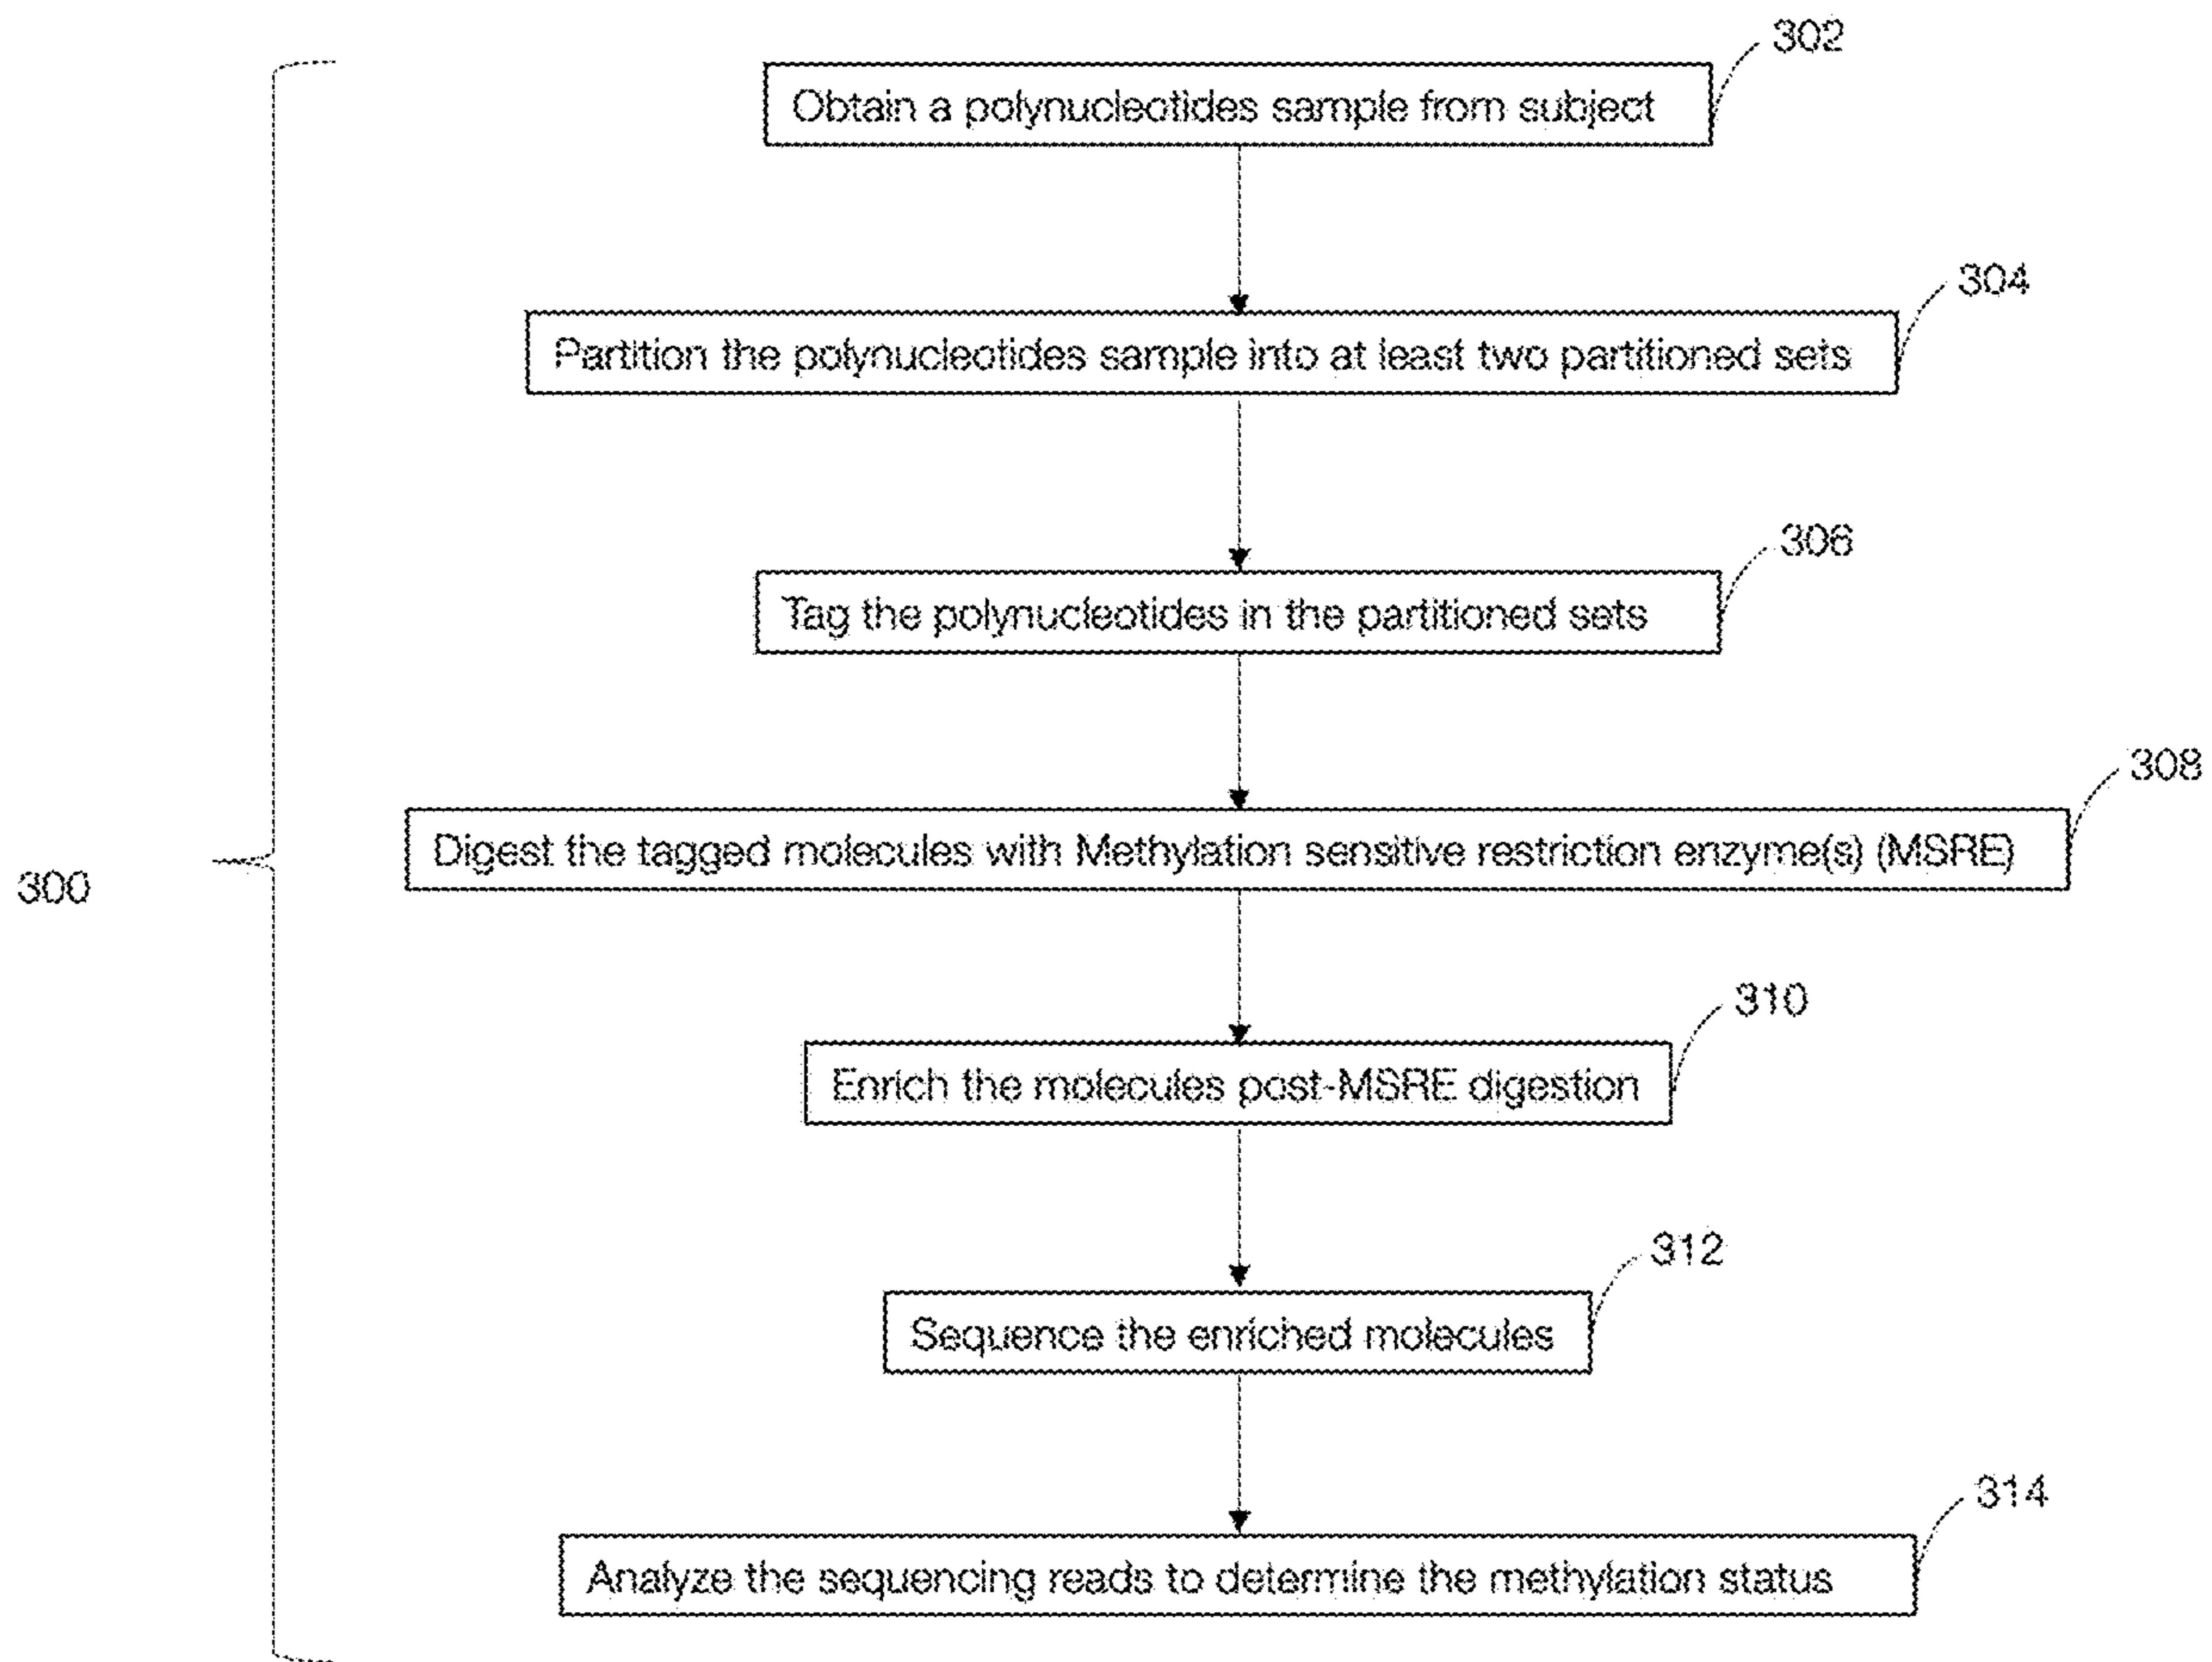 302
Obtain a polynucleotides sample from subject
304
Partition the polynucleotides sample into at least two partitioned sets
306
Tag the polynucleotides in the partitioned sets
308
Digest the tagged molecules with Methylation sensitive restriction enzyme(s) (MSRE)
300
310
Enrich the molecules post-MSRE digestion
312
Sequence the enriched molecules
314
Analyze the sequencing reads to determine the methylation status